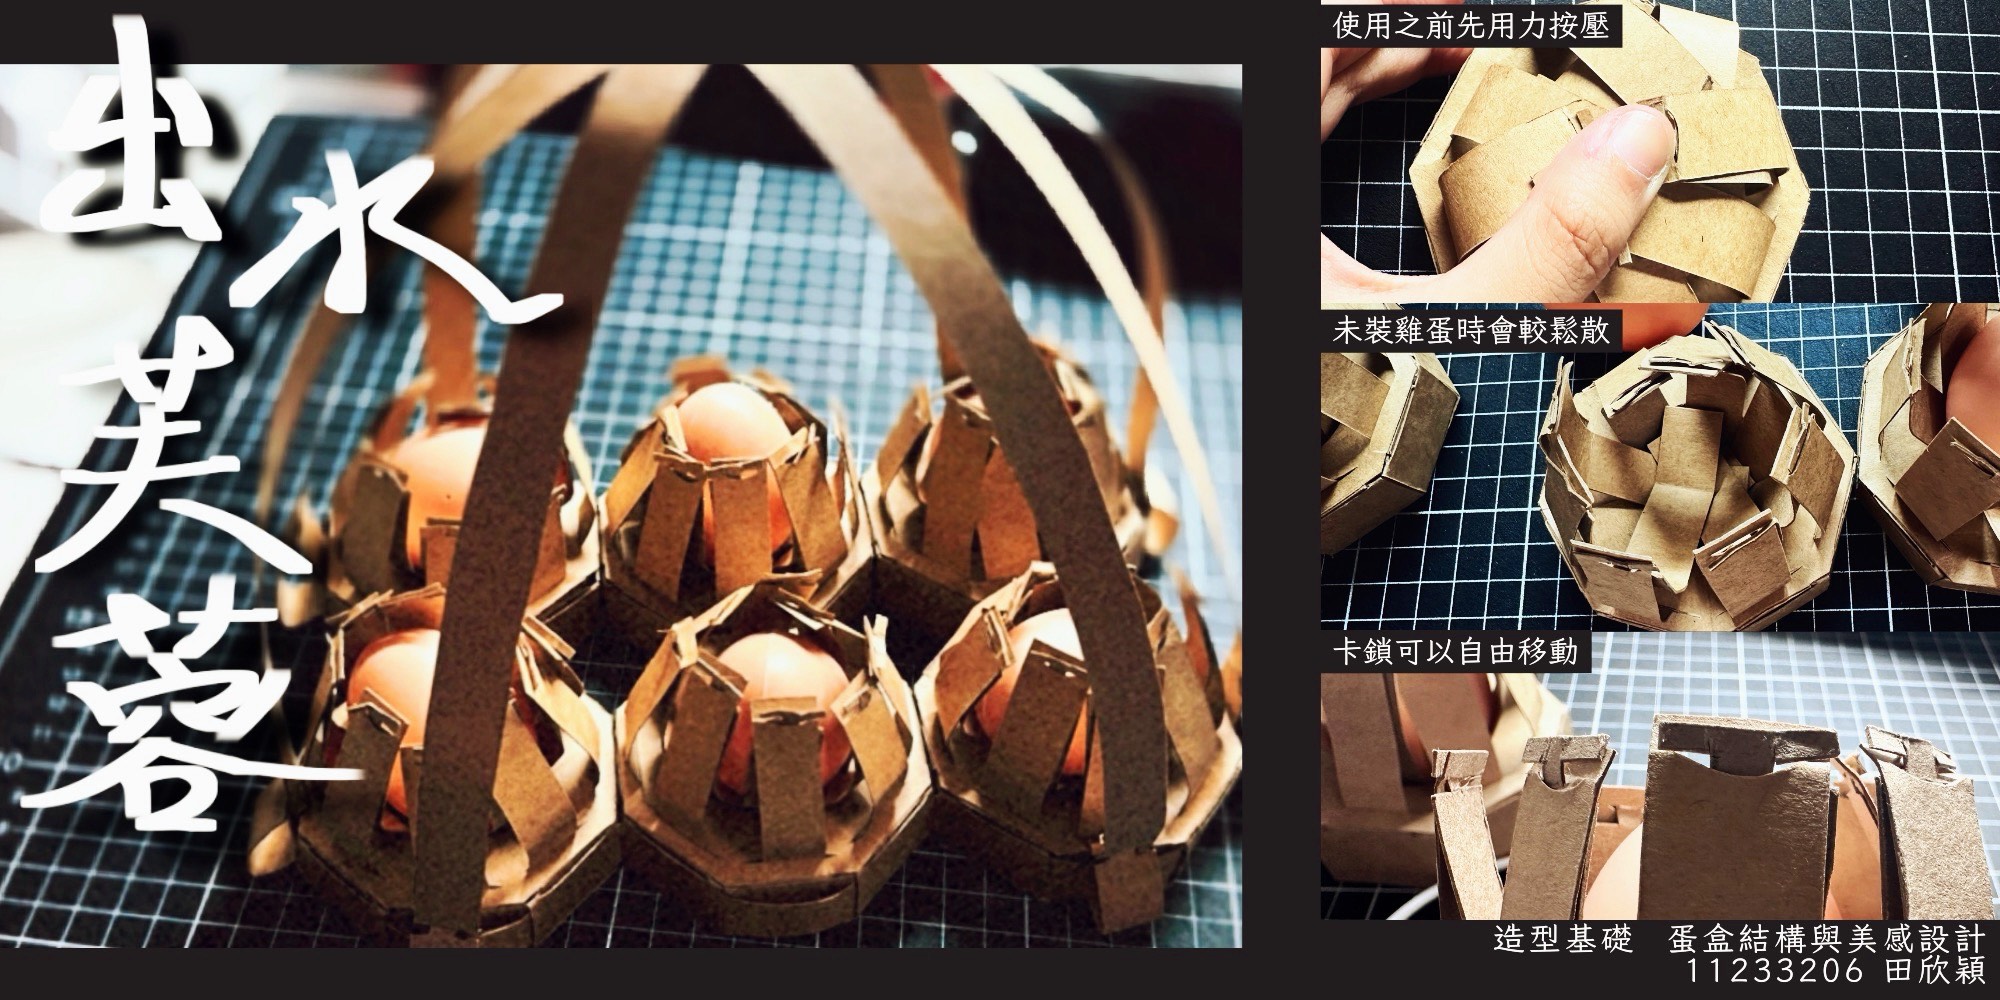 出水
芙
蓉
使用之前先用力按壓
未裝雞蛋時會較鬆散
卡鎖可以自由移動
造型基礎 蛋盒結構與美感設計
11233206 田欣穎